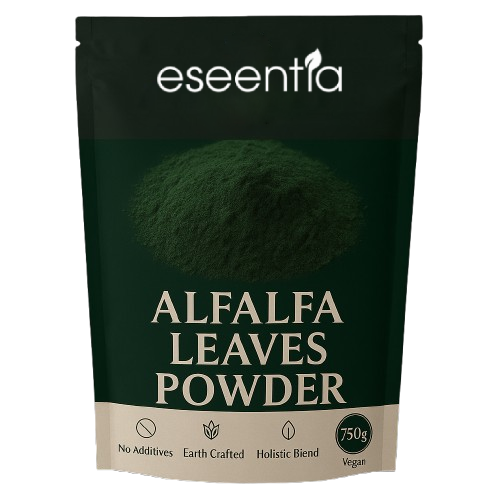 eseentia
ALFALFA
LEAVES
POWDER
750g
No Additives Earth Crafted Holistic Blend
Vegan